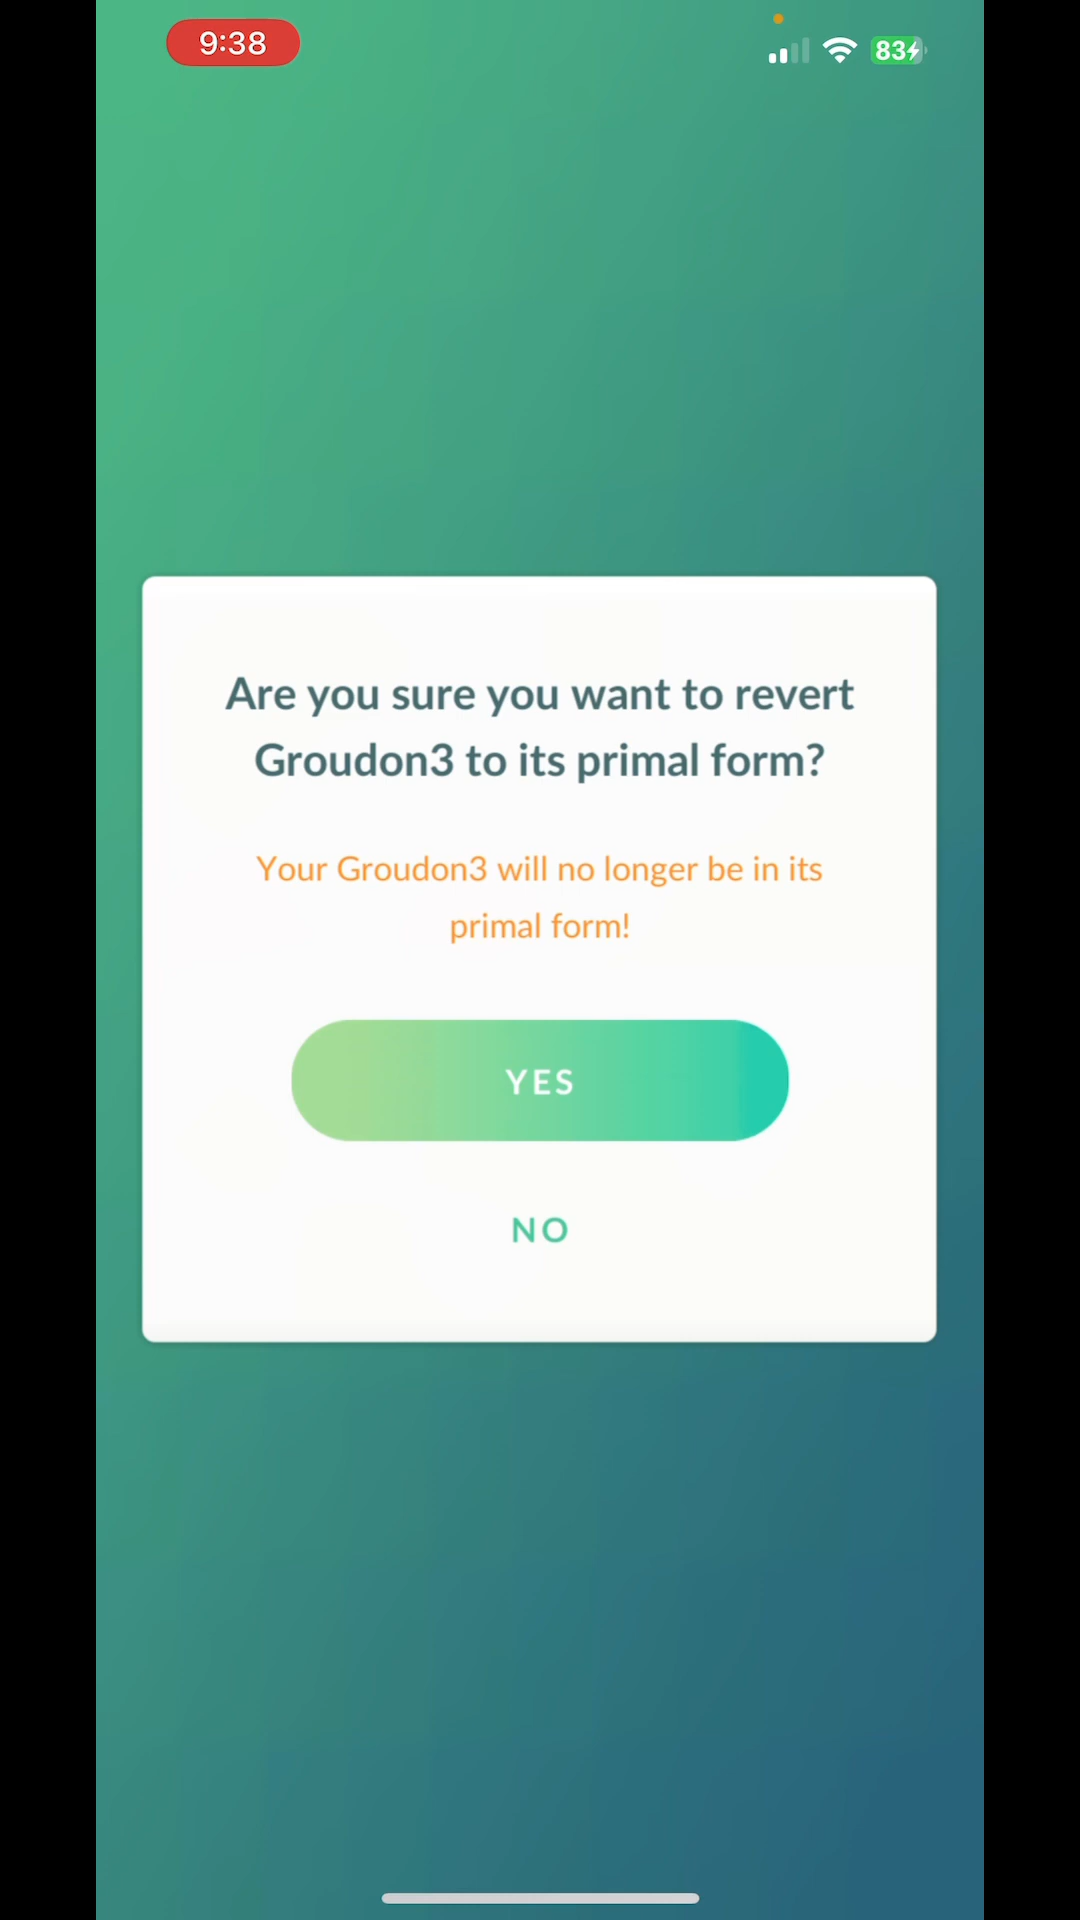 9:38
83
Are you sure you want to revert
Groudon3 to its primal form?
Your Groudon3 will no longer be in its
primal form!
YES
NO